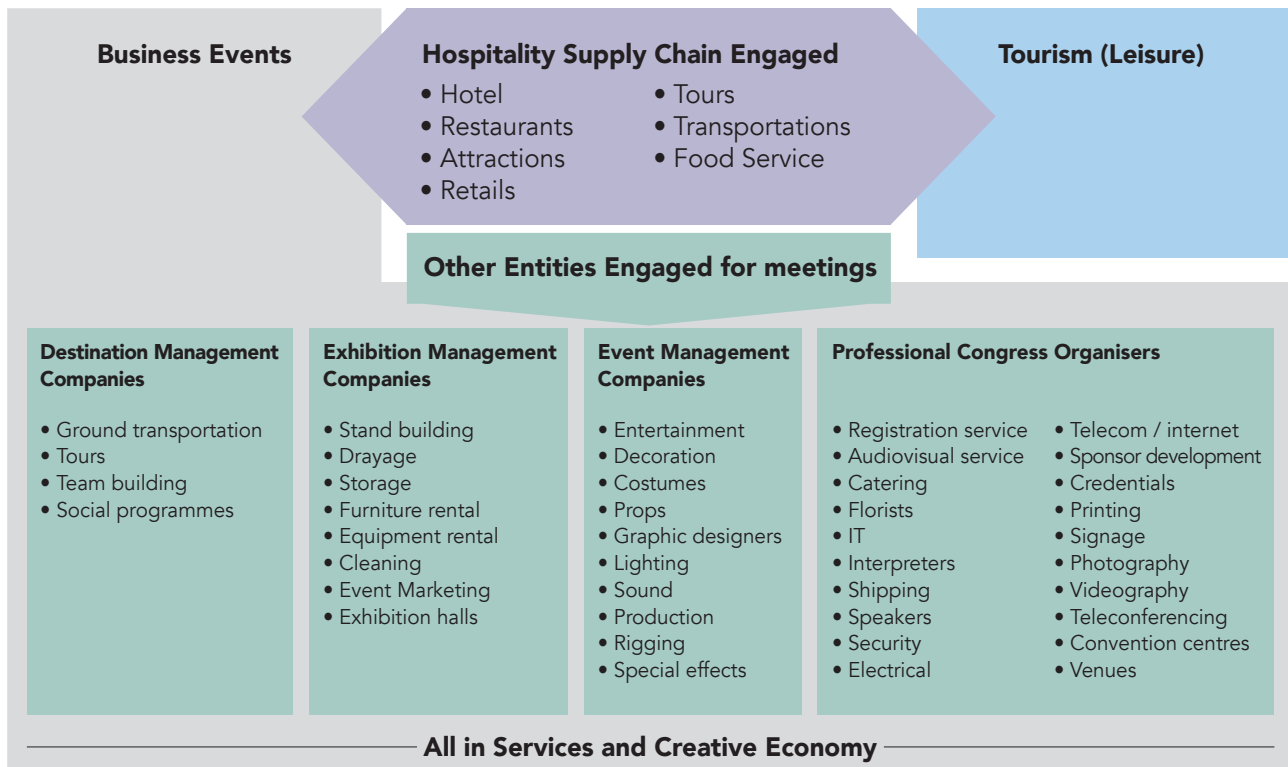 Business Events
Hospitality Supply Chain Engaged
• Hotel
• Restaurants
• Attractions
• Retails
• Tours
• Transportations
• Food Service
Tourism (Leisure)
Other Entities Engaged for meetings
Destination Management
Companies
• Ground transportation
• Tours
• Team building
• Social programmes
Exhibition Management
Companies
• Stand building
• Drayage
• Storage
• Furniture rental
• Equipment rental
• Cleaning
• Event Marketing
• Exhibition halls
Event Management
Companies
• Entertainment
• Decoration
• Costumes
• Props
• Graphic designers
• Lighting
• Sound
• Production
• Rigging
• Special effects
Professional Congress Organisers
• Registration service
• Audiovisual service
• Catering
• Florists
• IT
• Interpreters
• Shipping
• Speakers
• Security
• Electrical
• Telecom / internet
• Sponsor development
• Credentials
• Printing
• Signage
• Photography
• Videography
• Teleconferencing
• Convention centres
• Venues
All in Services and Creative Economy